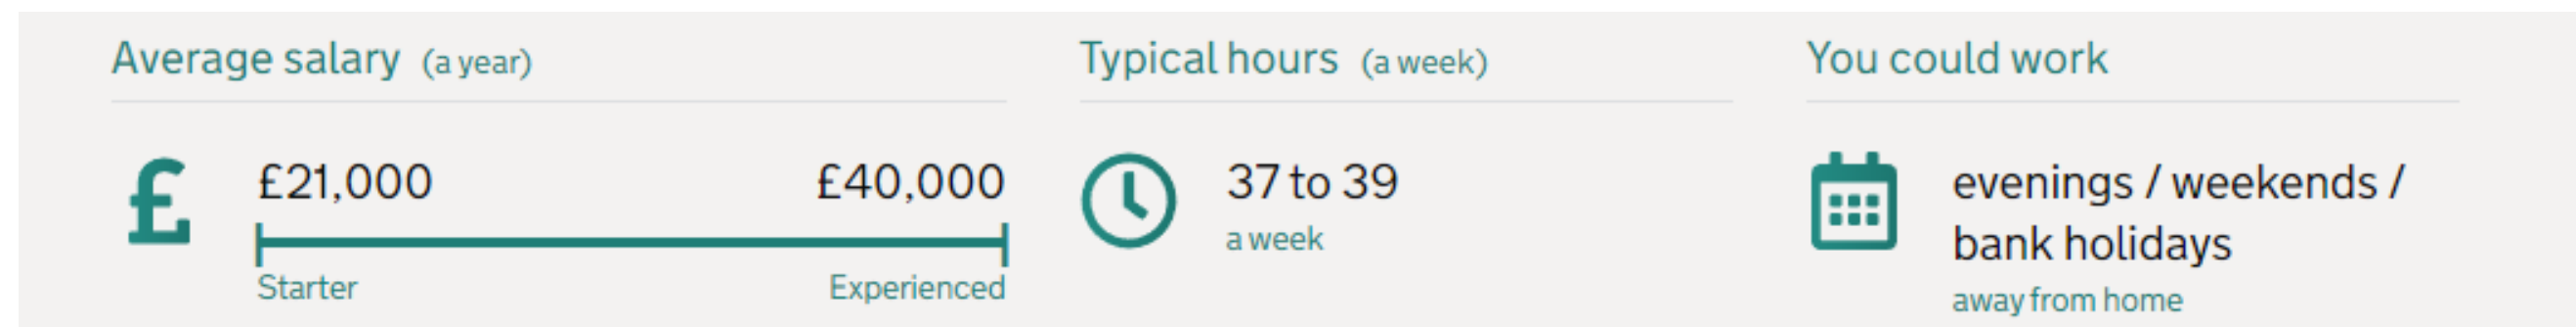 Average salary (a year)
£21,000 £40,000
Starter Experienced
Typical hours (a week)
37 to 39
a week
You could work
evenings / weekends /
bank holidays
away from home